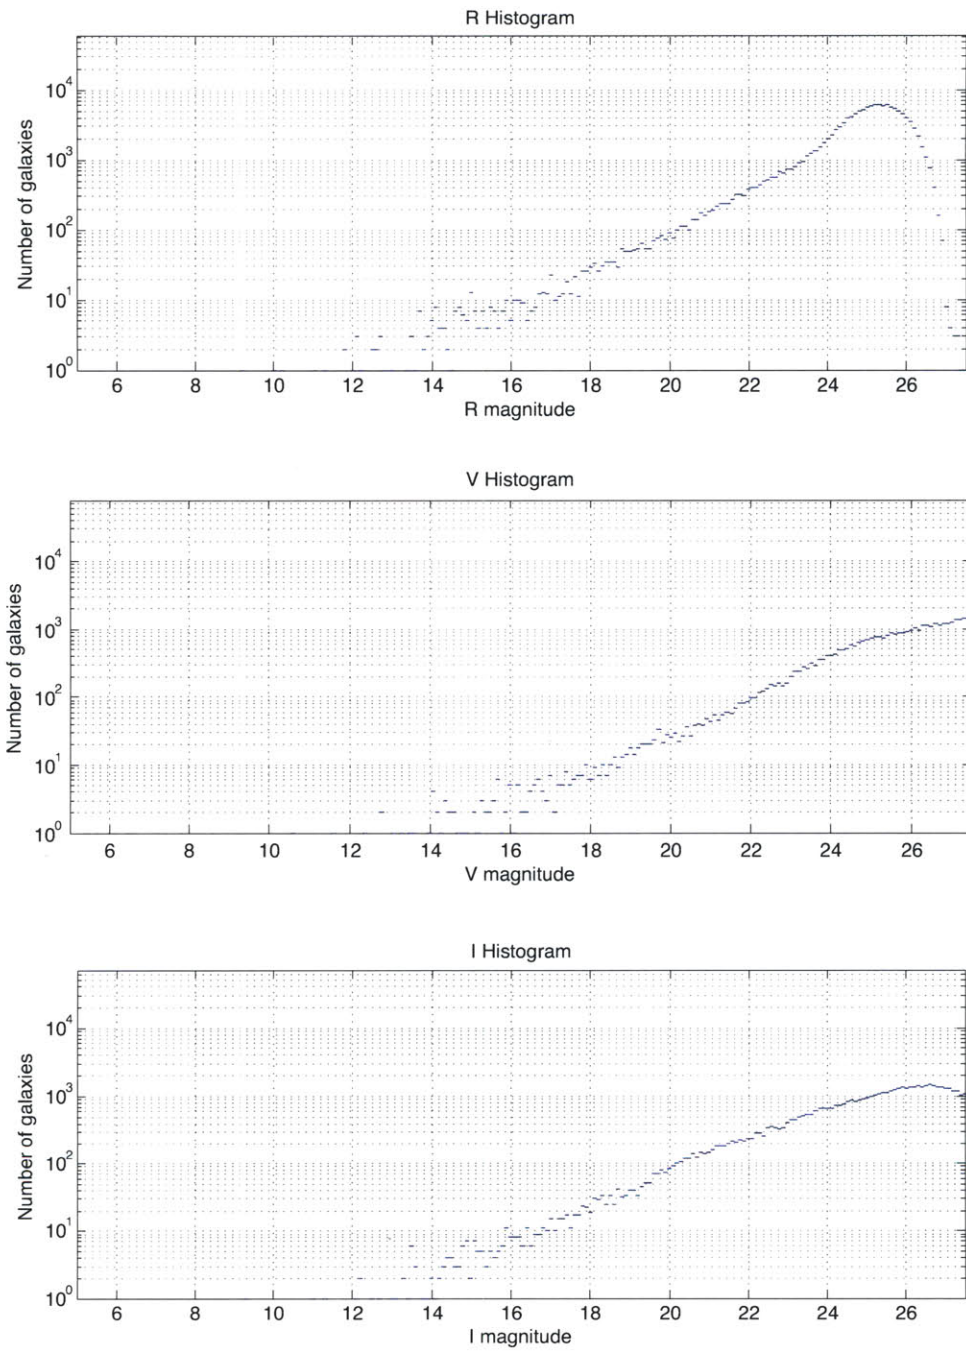 R Histogram
Number of galaxies
10^4
10^3
10^2
10^1
10^0
6 8 10 12 14 16 18 20 22 24 26
R magnitude
V Histogram
Number of galaxies
10^4
10^3
10^2
10^1
10^0
6 8 10 12 14 16 18 20 22 24 26
V magnitude
I Histogram
Number of galaxies
10^4
10^3
10^2
10^1
10^0
6 8 10 12 14 16 18 20 22 24 26
I magnitude